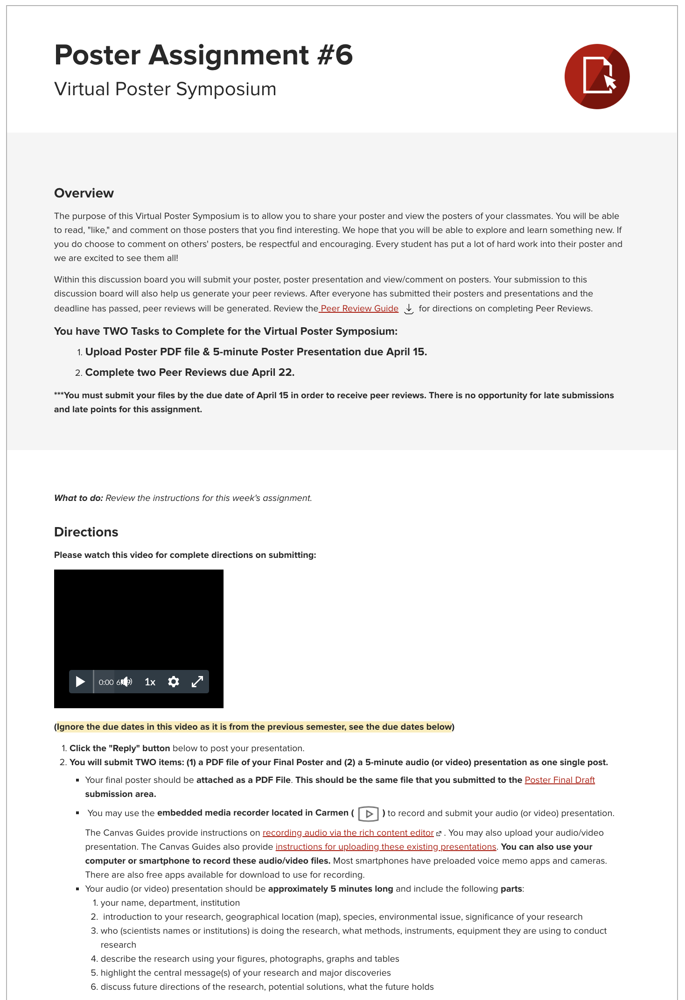 Poster Assignment #6
Virtual Poster Symposium
Overview
The purpose of this Virtual Poster Symposium is to allow you to share your poster and view the posters of your classmates. You will be able
to read, "like," and comment on those posters that you find interesting. We hope that you will be able to explore and learn something new. If
you do choose to comment on others' posters, be respectful and encouraging. Every student has put a lot of hard work into their poster and
we are excited to see them all!
Within this discussion board you will submit your poster, poster presentation and view/comment on posters. Your submission to this
discussion board will also help us generate your peer reviews. After everyone has submitted their posters and presentations and the
deadline has passed, peer reviews will be generated. Review the Peer Review Guide for directions on completing Peer Reviews.
You have TWO Tasks to Complete for the Virtual Poster Symposium:
1. Upload Poster PDF file & 5-minute Poster Presentation due April 15.
2. Complete two Peer Reviews due April 22.
***You must submit your files by the due date of April 15 in order to receive peer reviews. There is no opportunity for late submissions
and late points for this assignment.
What to do: Review the instructions for this week's assignment.
Directions
Please watch this video for complete directions on submitting:
0:00 1x
(Ignore the due dates in this video as it is from the previous semester, see the due dates below)
1. Click the "Reply" button below to post your presentation.
2. You will submit TWO items: (1) a PDF file of your Final Poster and (2) a 5-minute audio (or video) presentation as one single post.
▪ Your final poster should be attached as a PDF File. This should be the same file that you submitted to the Poster Final Draft
submission area.
▪ You may use the embedded media recorder located in Carmen ( ) to record and submit your audio (or video) presentation.
The Canvas Guides provide instructions on recording audio via the rich content editor . You may also upload your audio/video
presentation. The Canvas Guides also provide instructions for uploading these existing presentations. You can also use your
computer or smartphone to record these audio/video files. Most smartphones have preloaded voice memo apps and cameras.
There are also free apps available for download to use for recording.
▪ Your audio (or video) presentation should be approximately 5 minutes long and include the following parts:
1. your name, department, institution
2. introduction to your research, geographical location (map), species, environmental issue, significance of your research
3. who (scientists names or institutions) is doing the research, what methods, instruments, equipment they are using to conduct
research
4. describe the research using your figures, photographs, graphs and tables
5. highlight the central message(s) of your research and major discoveries
6. discuss future directions of the research, potential solutions, what the future holds